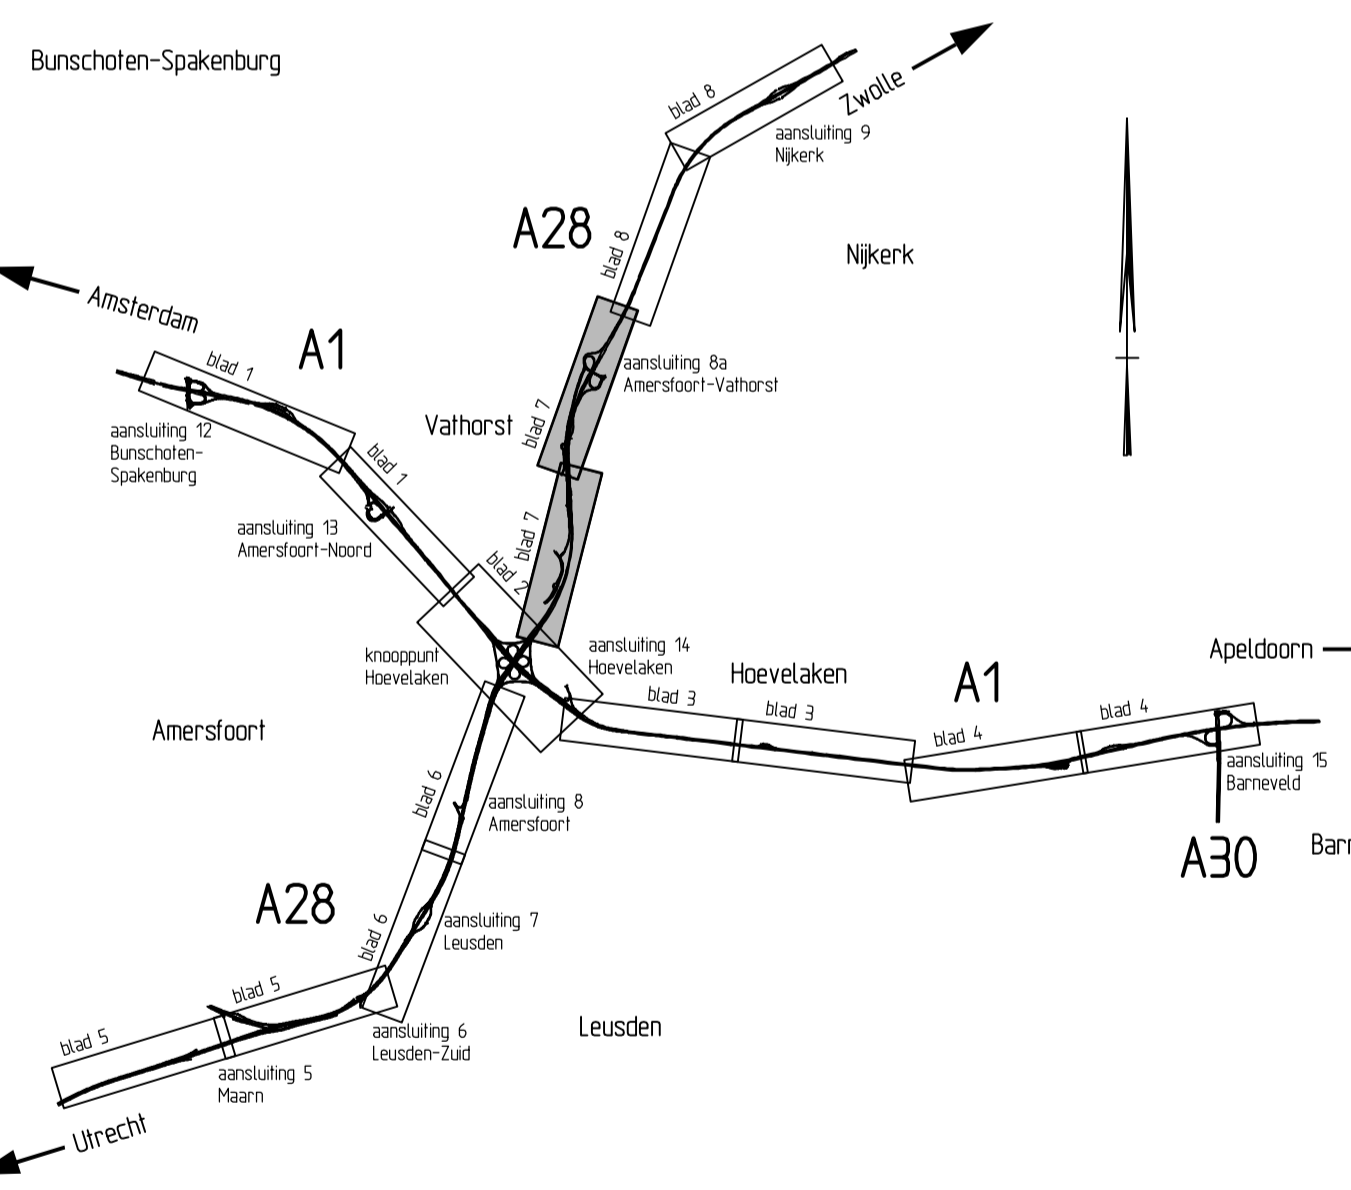 Bunschoten-Spakenburg
blad 8
Zwolle
aansluiting 9
Nijkerk
A28
blad 8
Nijkerk
Amsterdam
A1
blad 1
aansluiting 8a
Amersfoort-Vathorst
Vathorst
blad 7
aansluiting 12
Bunschoten-
Spakenburg
blad 1
aansluiting 13
Amersfoort-Noord
blad 7
blad 2
knooppunt
Hoevelaken
aansluiting 14
Hoevelaken
Hoevelaken
A1
Apeldoorn
blad 3
blad 3
blad 4
blad 4
Amersfoort
aansluiting 15
Barneveld
blad 6
aansluiting 8
Amersfoort
A30
Barn
A28
blad 6
aansluiting 7
Leusden
blad 5
blad 5
aansluiting 6
Leusden-Zuid
Leusden
aansluiting 5
Maarn
Utrecht